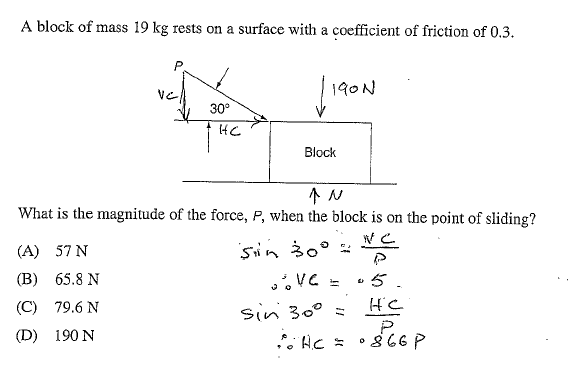 A block of mass 19 kg rests on a surface with a coefficient of friction of 0.3.
P
190N
VC
30°
HC
Block
N
What is the magnitude of the force, P, when the block is on the point of sliding?
(A) 57 N
(B) 65.8 N
(C) 79.6 N
(D) 190 N
sin 30° = VC / P
∴ VC = .5
sin 30° = HC / P
∴ HC = .866P